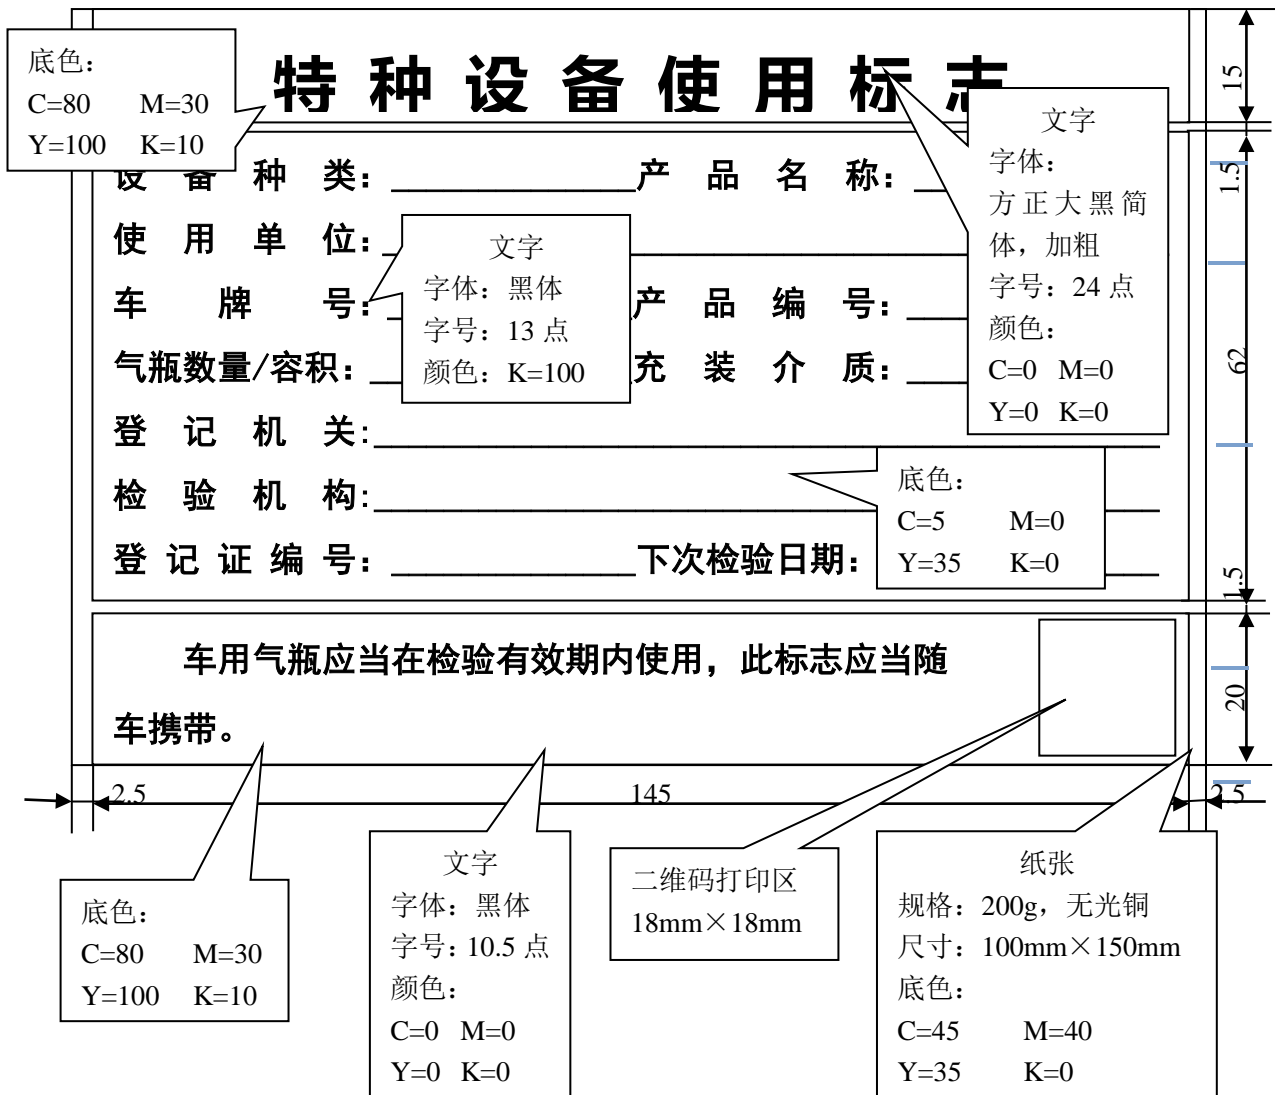 特种设备使用标志
底色：
C=80 M=30
Y=100 K=10
文字
字体：
方正大黑简
体，加粗
字号：24 点
颜色：
C=0 M=0
Y=0 K=0
15
1.5
62
1.5
20
设备种类：产品名称：
使用单位：
车牌号：产品编号：
气瓶数量/容积：充装介质：
登记机关:
检验机构:
登记证编号：下次检验日期：
文字
字体：黑体
字号：13 点
颜色：K=100
底色：
C=5 M=0
Y=35 K=0
车用气瓶应当在检验有效期内使用，此标志应当随
车携带。
2.5 145 2.5
底色：
C=80 M=30
Y=100 K=10
文字
字体：黑体
字号：10.5 点
颜色：
C=0 M=0
Y=0 K=0
二维码打印区
18mm×18mm
纸张
规格：200g，无光铜
尺寸：100mm×150mm
底色：
C=45 M=40
Y=35 K=0